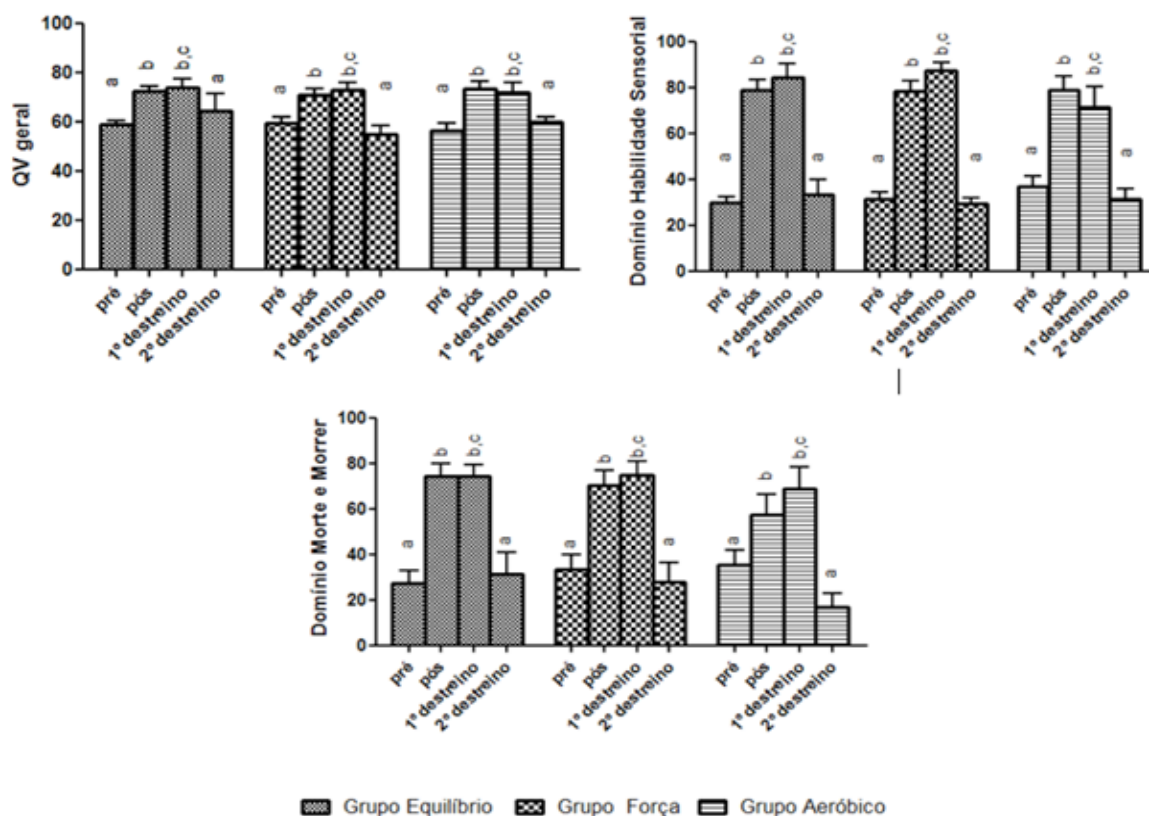 QV geral
100
80
60
40
20
0
a
b
b,c
a
a
b
b,c
a
a
b
b,c
a
pré
pós
1º destreino
2º destreino
pré
pós
1º destreino
2º destreino
pré
pós
1º destreino
2º destreino
Domínio Habilidade Sensorial
100
80
60
40
20
0
a
b
b,c
a
a
b
b,c
a
a
b
b,c
a
pré
pós
1º destreino
2º destreino
pré
pós
1º destreino
2º destreino
pré
pós
1º destreino
2º destreino
Domínio Morte e Morrer
100
80
60
40
20
0
a
b
b,c
a
a
b
b,c
a
a
b
b,c
a
pré
pós
1º destreino
2º destreino
pré
pós
1º destreino
2º destreino
pré
pós
1º destreino
2º destreino
Grupo Equilíbrio Grupo Força Grupo Aeróbico